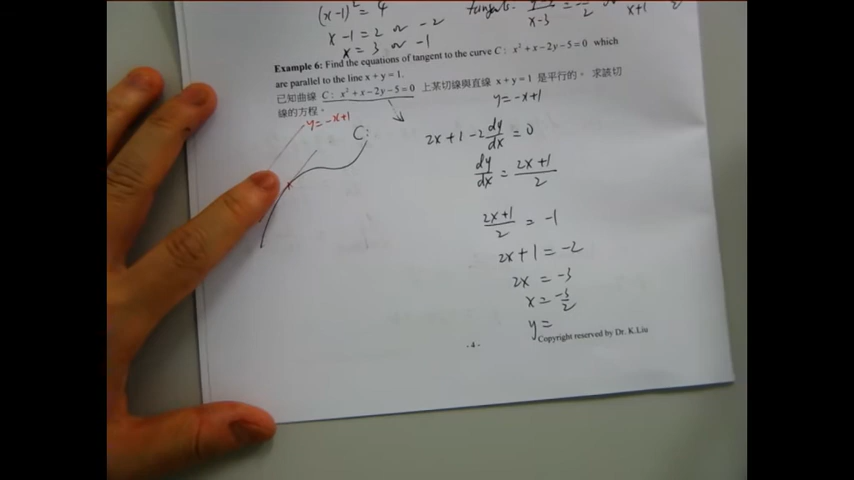 (x-1)² = 4
x-1 = 2 or -2
x = 3 or -1
tangents:
x-3
x+1
Example 6: Find the equations of tangent to the curve C : x² + x − 2y − 5 = 0 which
are parallel to the line x + y = 1.
已知曲線 C : x² + x − 2y − 5 = 0 上某切線與直線 x + y = 1 是平行的。 求該切
線的方程。
y = -x+1
y = -x+1
C:
2x+1-2 dy/dx = 0
dy/dx = (2x+1)/2
(2x+1)/2 = -1
2x+1 = -2
2x = -3
x = -3/2
y =
- 4 -
Copyright reserved by Dr. K.Liu